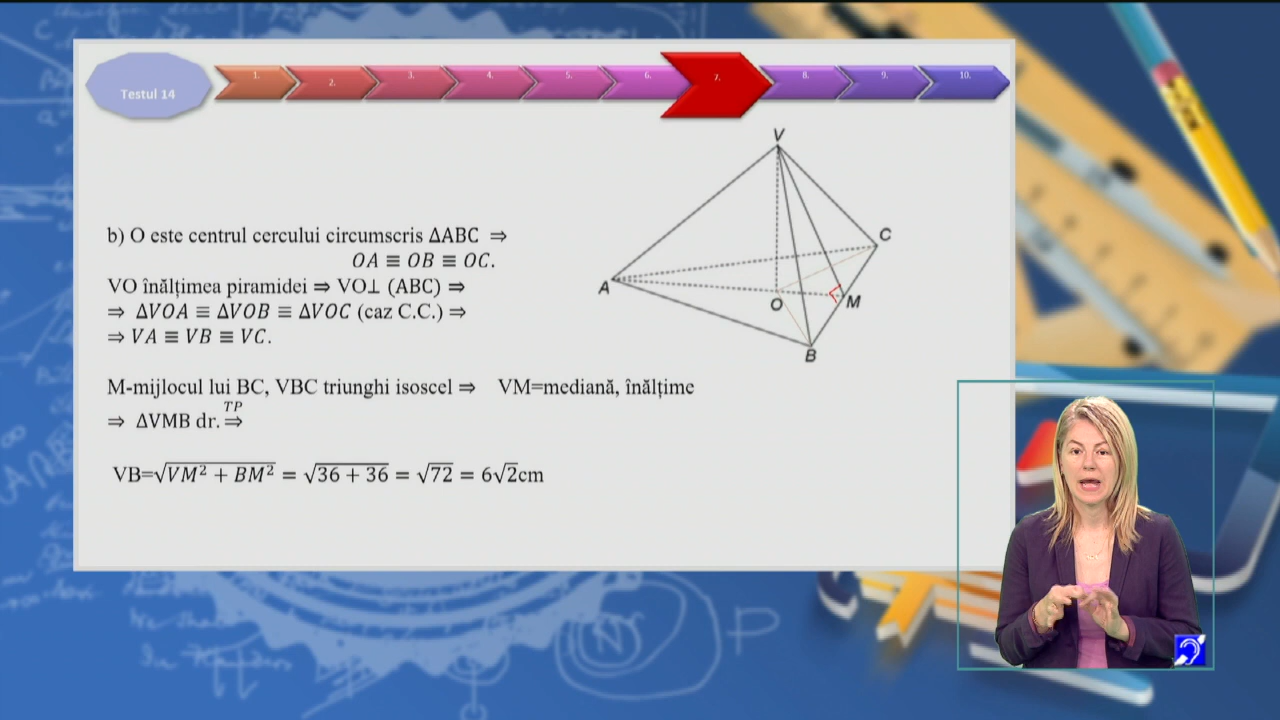 Testul 14
1.
2.
3.
4.
5.
6.
7.
8.
9.
10.
b) O este centrul cercului circumscris ΔABC ⇒
OA ≡ OB ≡ OC.
VO înălțimea piramidei ⇒ VO⊥ (ABC) ⇒
⇒ ΔVOA ≡ ΔVOB ≡ ΔVOC (caz C.C.) ⇒
⇒ VA ≡ VB ≡ VC.
M-mijlocul lui BC, VBC triunghi isoscel ⇒ VM=mediană, înălțime
TP
⇒ ΔVMB dr. ⇒
VB=√(VM² + BM²) = √(36 + 36) = √72 = 6√2cm
V
C
A
O
M
B
N
P